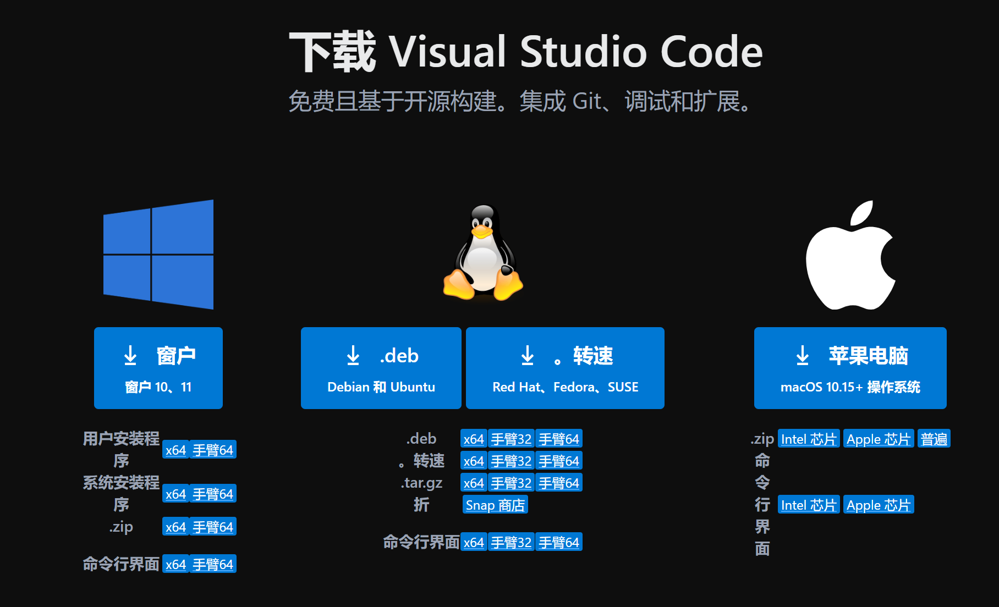 下载 Visual Studio Code
免费且基于开源构建。集成 Git、调试和扩展。
窗户
窗户 10、11
用户安装程
序
x64 手臂64
系统安装程
序
x64 手臂64
.zip x64 手臂64
命令行界面 x64 手臂64
.deb
Debian 和 Ubuntu
。转速
Red Hat、Fedora、SUSE
.deb x64 手臂32 手臂64
。转速 x64 手臂32 手臂64
.tar.gz x64 手臂32 手臂64
折 Snap 商店
命令行界面 x64 手臂32 手臂64
苹果电脑
macOS 10.15+ 操作系统
.zip Intel 芯片 Apple 芯片 普遍
命
令
行 Intel 芯片 Apple 芯片
界
面